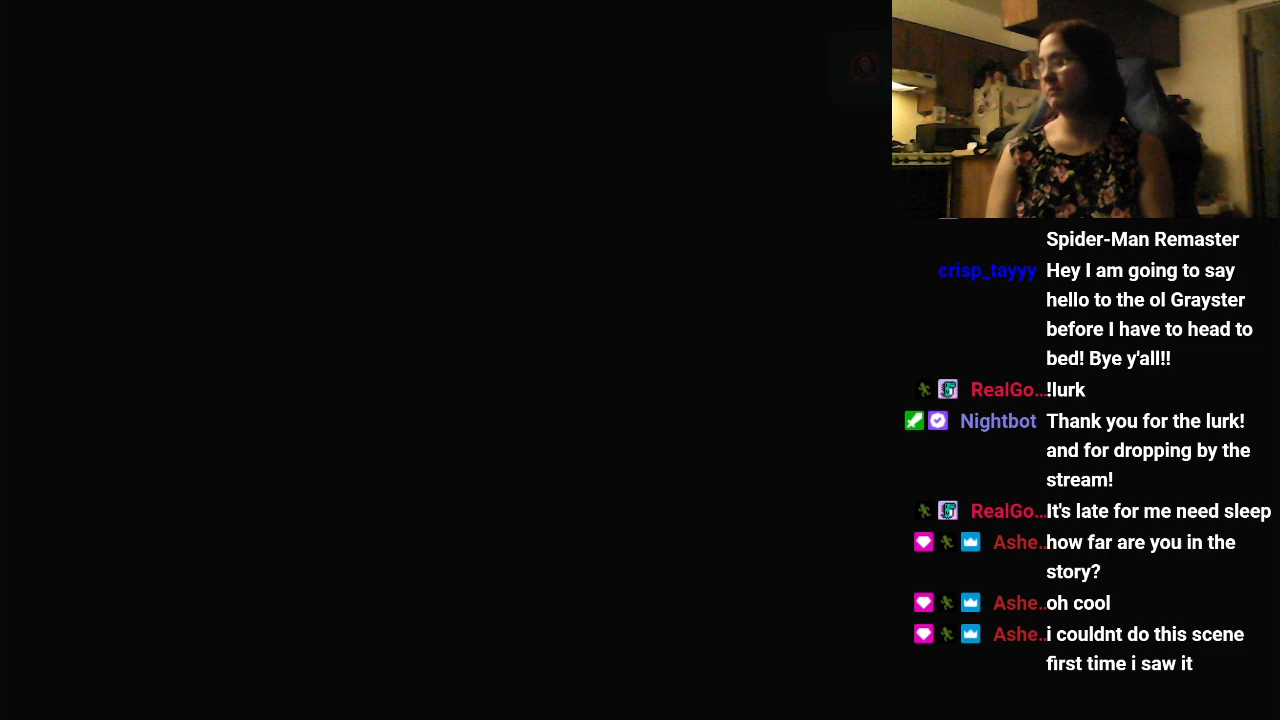 Spider-Man Remaster
crisp_tayyy Hey I am going to say
hello to the ol Grayster
before I have to head to
bed! Bye y'all!!
RealGo… !lurk
Nightbot Thank you for the lurk!
and for dropping by the
stream!
RealGo… It's late for me need sleep
Ashe… how far are you in the
story?
Ashe… oh cool
Ashe… i couldnt do this scene
first time i saw it